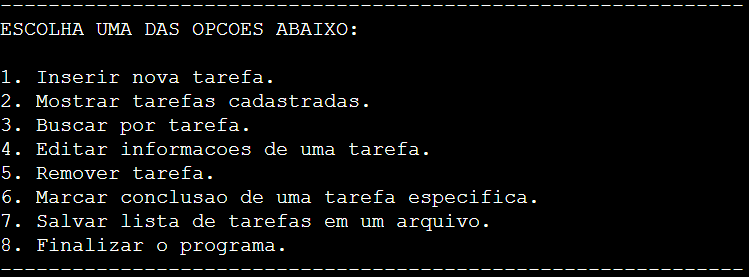 --------------------------------------------------------------
ESCOLHA UMA DAS OPCOES ABAIXO:
1. Inserir nova tarefa.
2. Mostrar tarefas cadastradas.
3. Buscar por tarefa.
4. Editar informacoes de uma tarefa.
5. Remover tarefa.
6. Marcar conclusao de uma tarefa especifica.
7. Salvar lista de tarefas em um arquivo.
8. Finalizar o programa.
--------------------------------------------------------------